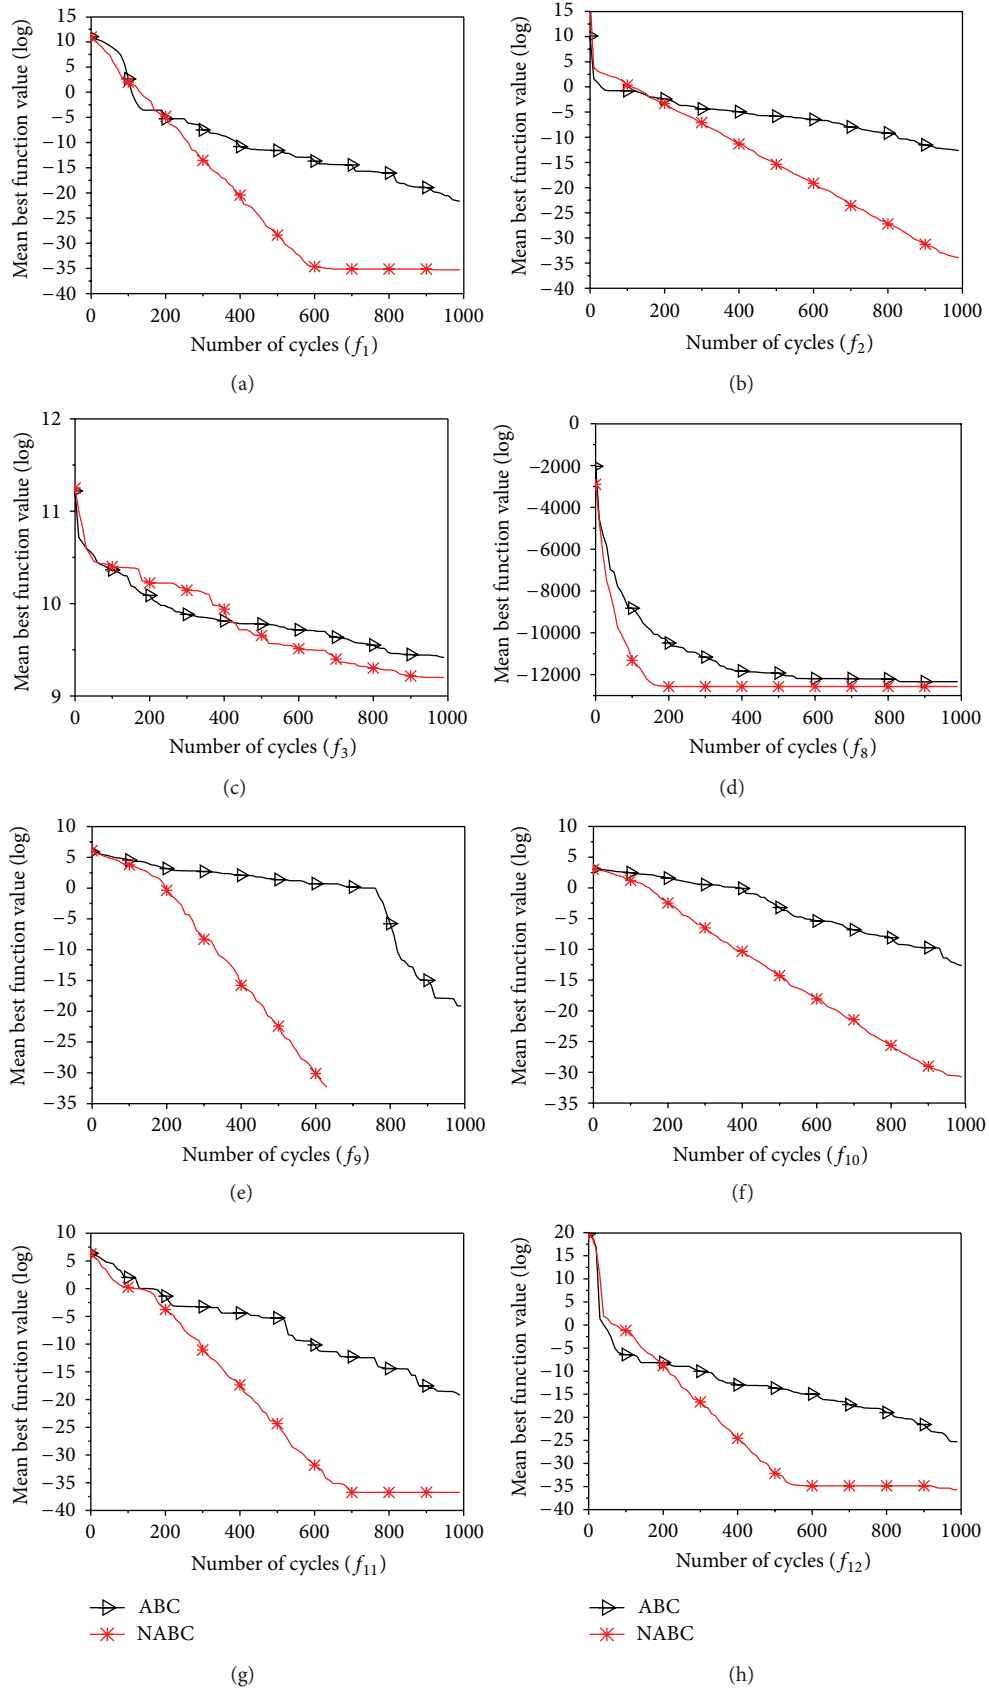 Mean best function value (log)
15
10
5
0
−5
−10
−15
−20
−25
−30
−35
−40
0 200 400 600 800 1000
Number of cycles (f1)
(a)
Mean best function value (log)
15
10
5
0
−5
−10
−15
−20
−25
−30
−35
−40
0 200 400 600 800 1000
Number of cycles (f2)
(b)
Mean best function value (log)
12
11
10
9
0 200 400 600 800 1000
Number of cycles (f3)
(c)
Mean best function value (log)
0
−2000
−4000
−6000
−8000
−10000
−12000
0 200 400 600 800 1000
Number of cycles (f8)
(d)
Mean best function value (log)
10
5
0
−5
−10
−15
−20
−25
−30
−35
0 200 400 600 800 1000
Number of cycles (f9)
(e)
Mean best function value (log)
10
5
0
−5
−10
−15
−20
−25
−30
−35
0 200 400 600 800 1000
Number of cycles (f10)
(f)
Mean best function value (log)
10
5
0
−5
−10
−15
−20
−25
−30
−35
−40
0 200 400 600 800 1000
Number of cycles (f11)
ABC
NABC
(g)
Mean best function value (log)
20
15
10
5
0
−5
−10
−15
−20
−25
−30
−35
−40
0 200 400 600 800 1000
Number of cycles (f12)
ABC
NABC
(h)